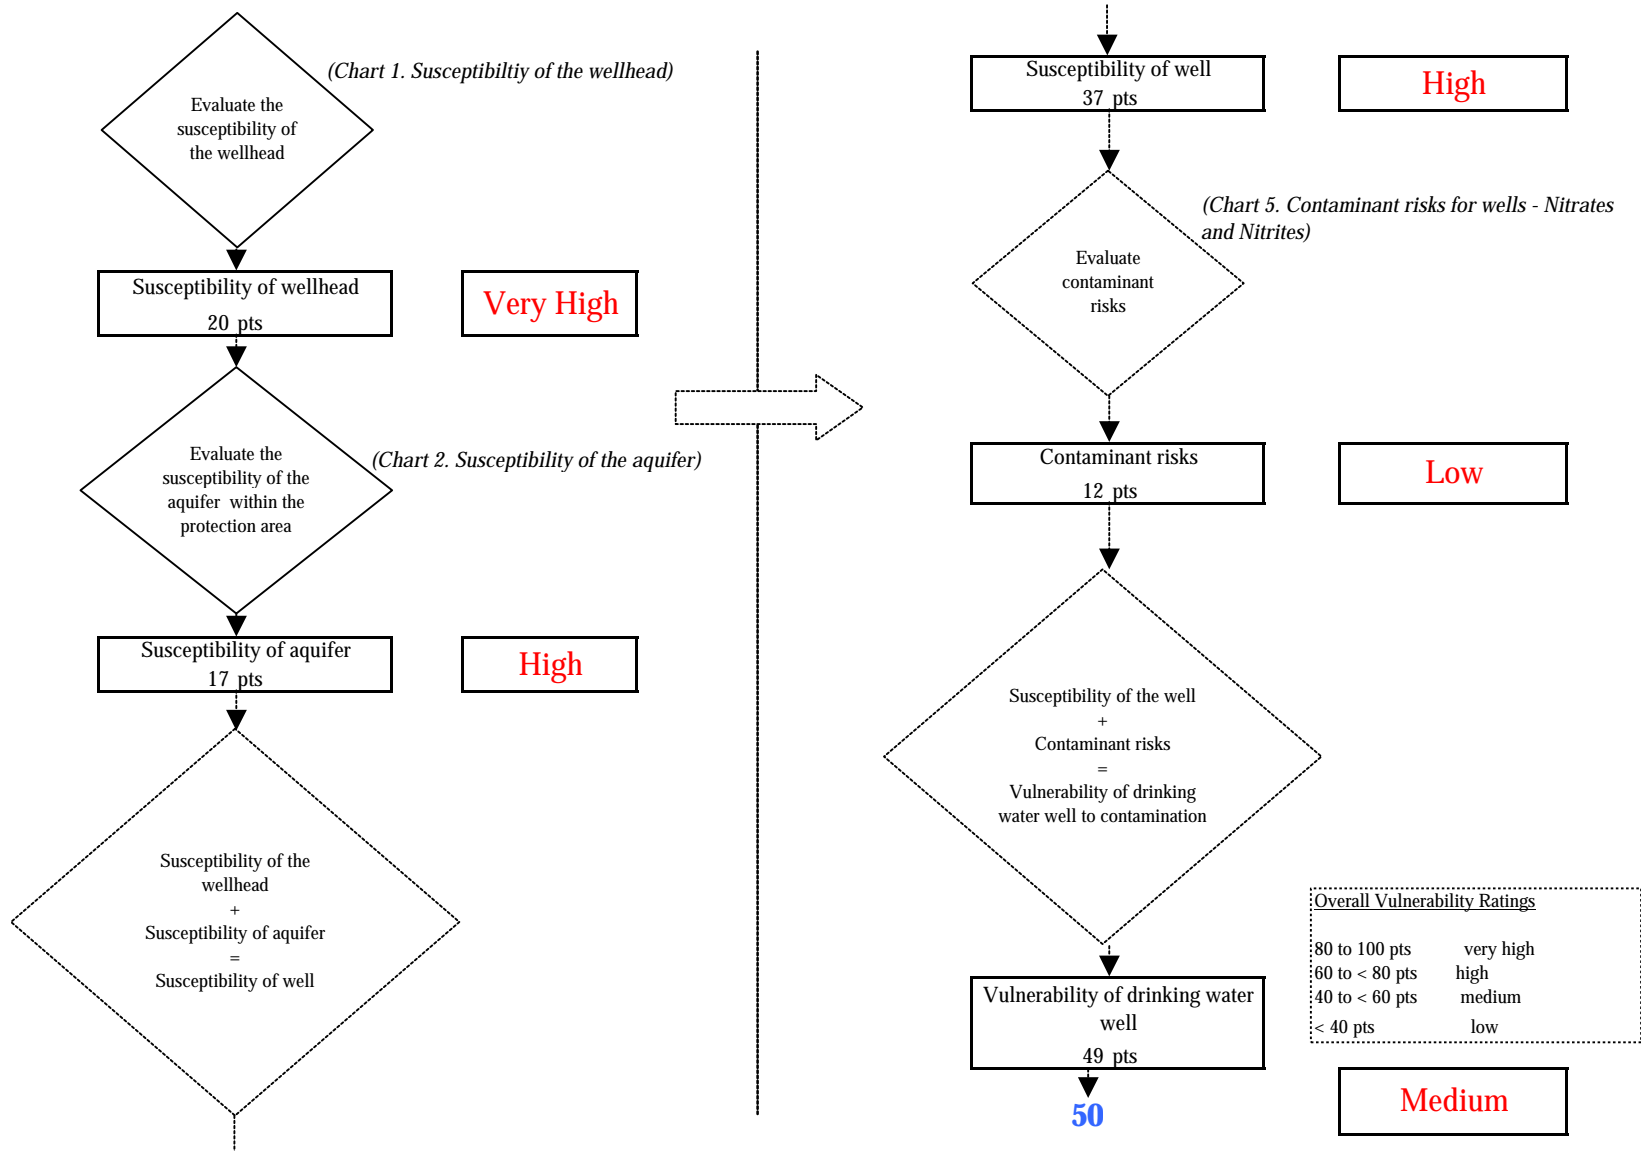 (Chart 1. Susceptibiltiy of the wellhead)
Evaluate the
susceptibility of
the wellhead
Susceptibility of wellhead
20 pts
Very High
Evaluate the
susceptibility of the
aquifer within the
protection area
(Chart 2. Susceptibility of the aquifer)
Susceptibility of aquifer
17 pts
High
Susceptibility of the
wellhead
+
Susceptibility of aquifer
=
Susceptibility of well
Susceptibility of well
37 pts
High
(Chart 5. Contaminant risks for wells - Nitrates
and Nitrites)
Evaluate
contaminant
risks
Contaminant risks
12 pts
Low
Susceptibility of the well
+
Contaminant risks
=
Vulnerability of drinking
water well to contamination
Overall Vulnerability Ratings
80 to 100 pts very high
60 to < 80 pts high
40 to < 60 pts medium
< 40 pts low
Vulnerability of drinking water
well
49 pts
50
Medium